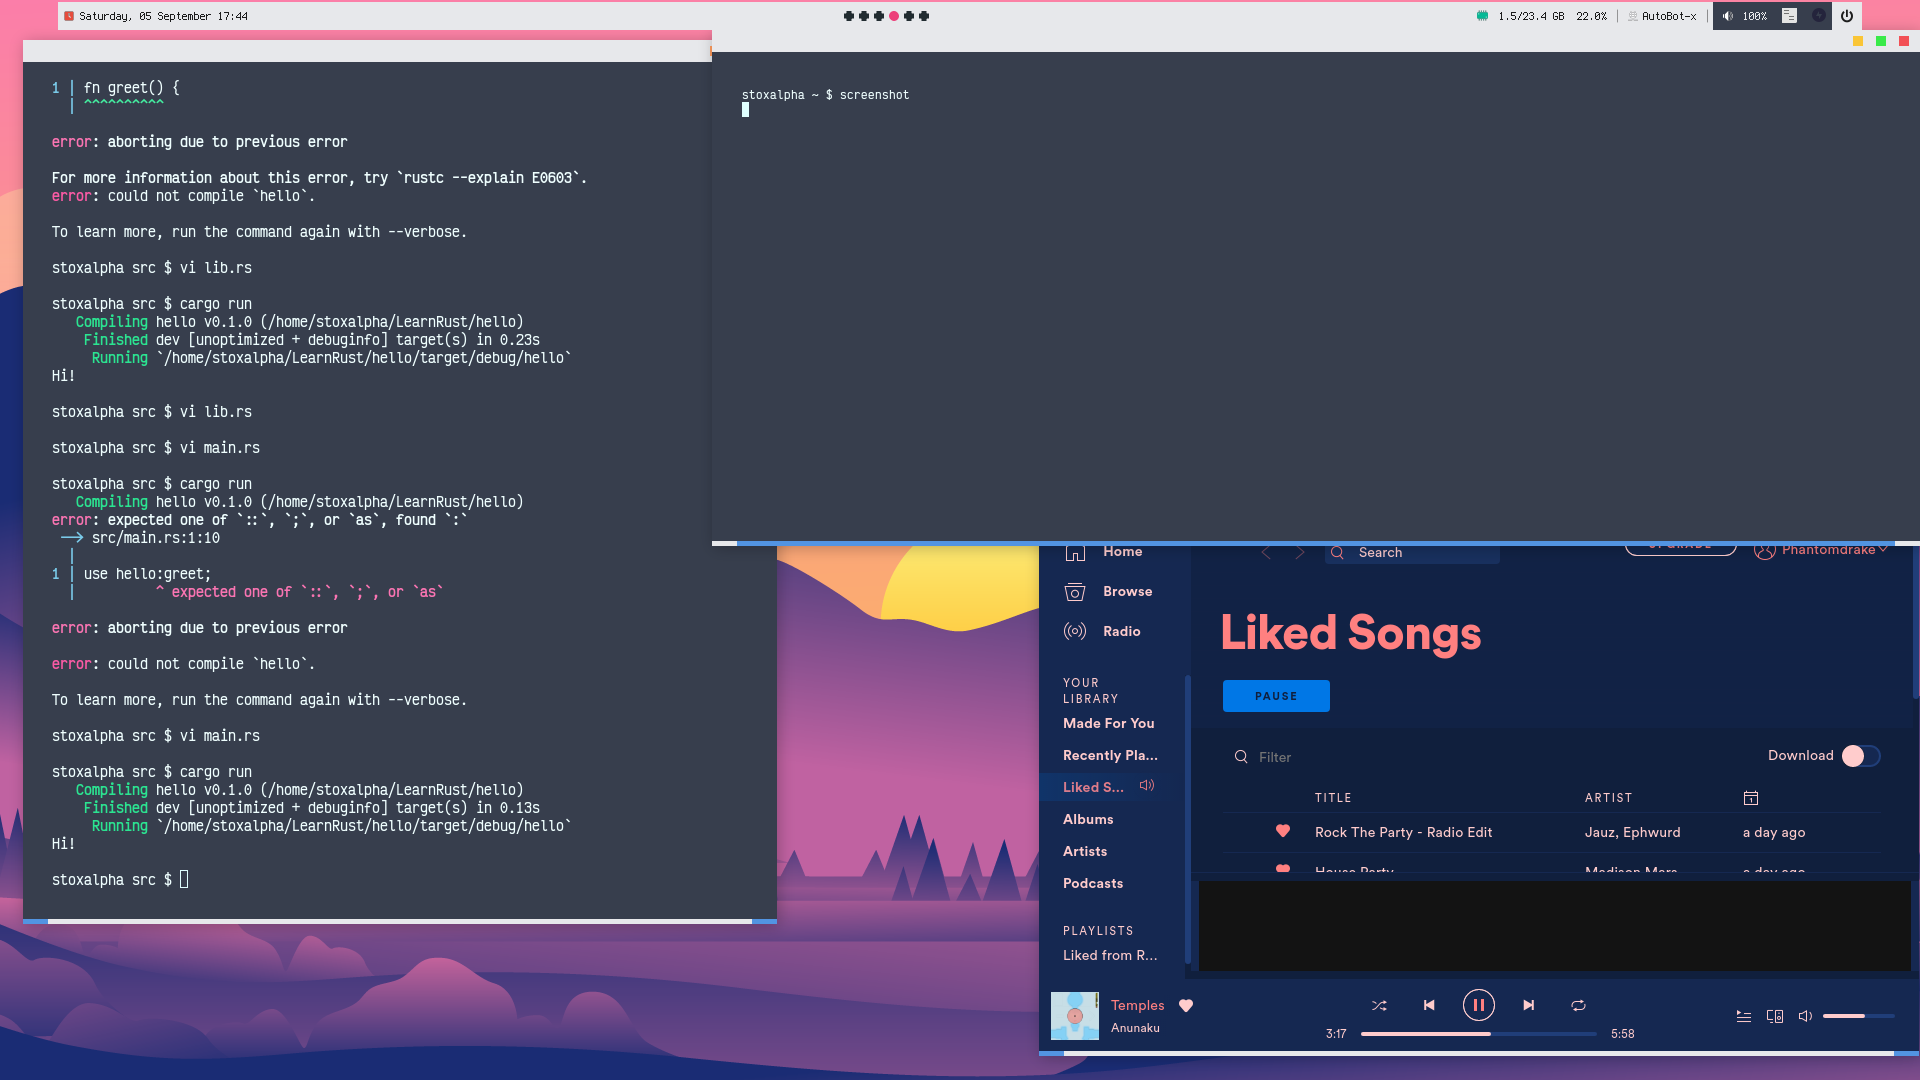 Saturday, 05 September 17:44
1.5/23.4 GB 22.0% | AutoBot-x | 100%
1 | fn greet() {
| ^^^^^^^^^^
error: aborting due to previous error
For more information about this error, try `rustc --explain E0603`.
error: could not compile `hello`.
To learn more, run the command again with --verbose.
stoxalpha src $ vi lib.rs
stoxalpha src $ cargo run
Compiling hello v0.1.0 (/home/stoxalpha/LearnRust/hello)
Finished dev [unoptimized + debuginfo] target(s) in 0.23s
Running `/home/stoxalpha/LearnRust/hello/target/debug/hello`
Hi!
stoxalpha src $ vi lib.rs
stoxalpha src $ vi main.rs
stoxalpha src $ cargo run
Compiling hello v0.1.0 (/home/stoxalpha/LearnRust/hello)
error: expected one of `::`, `;`, or `as`, found `:`
--> src/main.rs:1:10
|
1 | use hello:greet;
| ^ expected one of `::`, `;`, or `as`
error: aborting due to previous error
error: could not compile `hello`.
To learn more, run the command again with --verbose.
stoxalpha src $ vi main.rs
stoxalpha src $ cargo run
Compiling hello v0.1.0 (/home/stoxalpha/LearnRust/hello)
Finished dev [unoptimized + debuginfo] target(s) in 0.13s
Running `/home/stoxalpha/LearnRust/hello/target/debug/hello`
Hi!
stoxalpha src $
stoxalpha ~ $ screenshot
Home
Browse
Radio
YOUR
LIBRARY
Made For You
Recently Pla...
Liked S...
Albums
Artists
Podcasts
PLAYLISTS
Liked from R...
Search
UPGRADE
Phantomdrake
Liked Songs
PAUSE
Filter
Download
TITLE ARTIST
Rock The Party - Radio Edit Jauz, Ephwurd a day ago
House Party Madison Mars a day ago
Temples
Anunaku
3:17
5:58